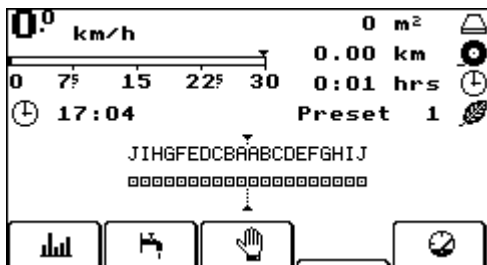 0.0 km/h
0 m²
0.00 km
0 7.5 15 22.5 30
0:01 hrs
17:04
Preset 1
JIHGFEDCBAABCDEFGHIJ